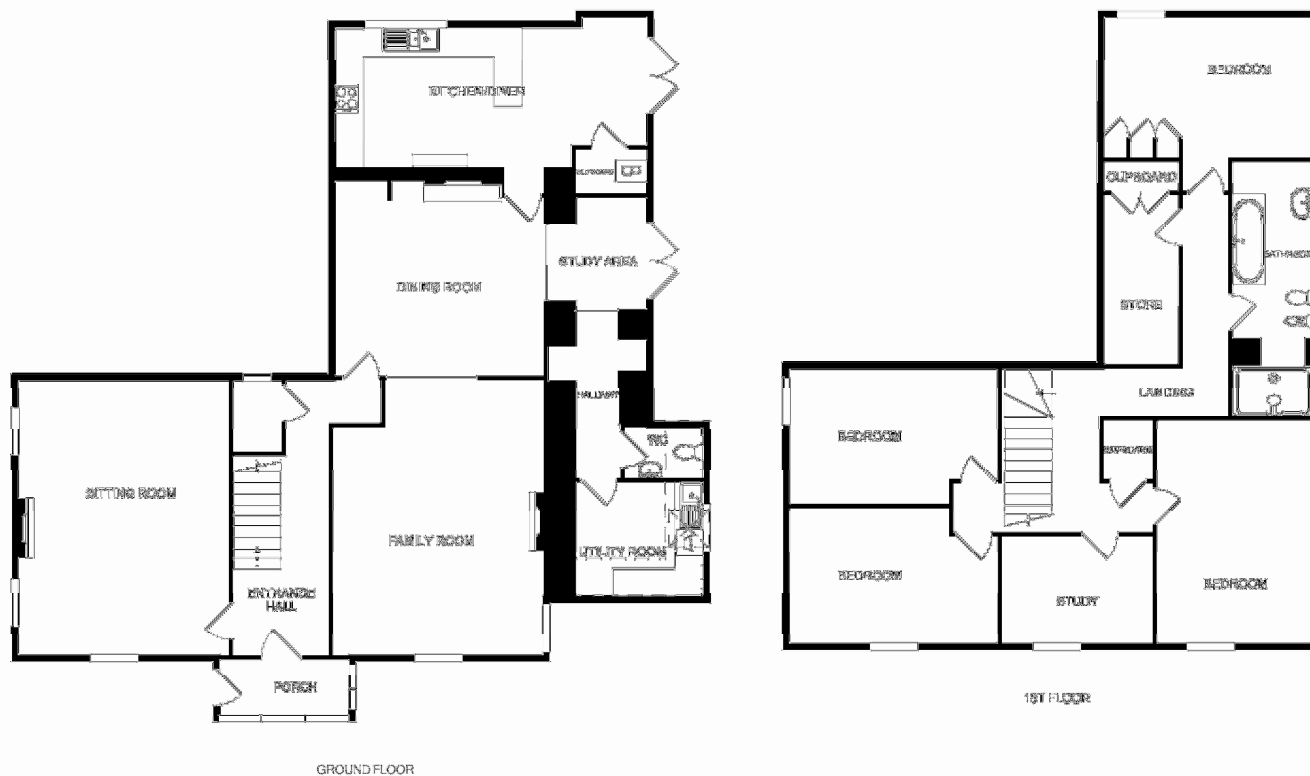 KITCHEN/DINER
CUPBOARD
STUDY AREA
DINING ROOM
HALLWAY
WC
SITTING ROOM
FAMILY ROOM
UTILITY ROOM
ENTRANCE
HALL
PORCH
GROUND FLOOR
BEDROOM
CUPBOARD
STORE
LANDING
BEDROOM
CUPBOARD
BEDROOM
STUDY
BEDROOM
1ST FLOOR